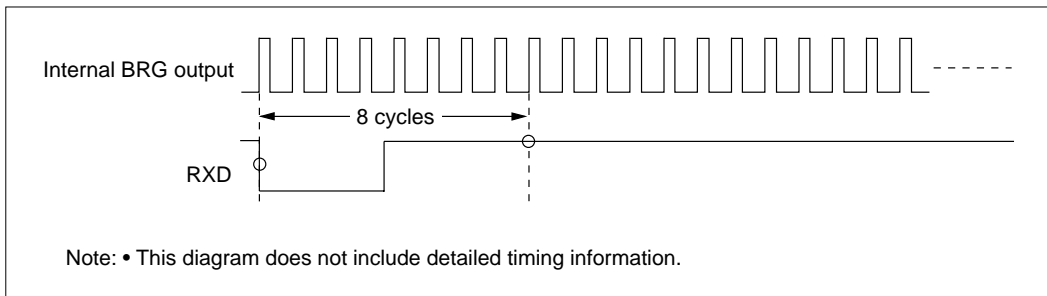 Internal BRG output
8 cycles
RXD
Note: • This diagram does not include detailed timing information.